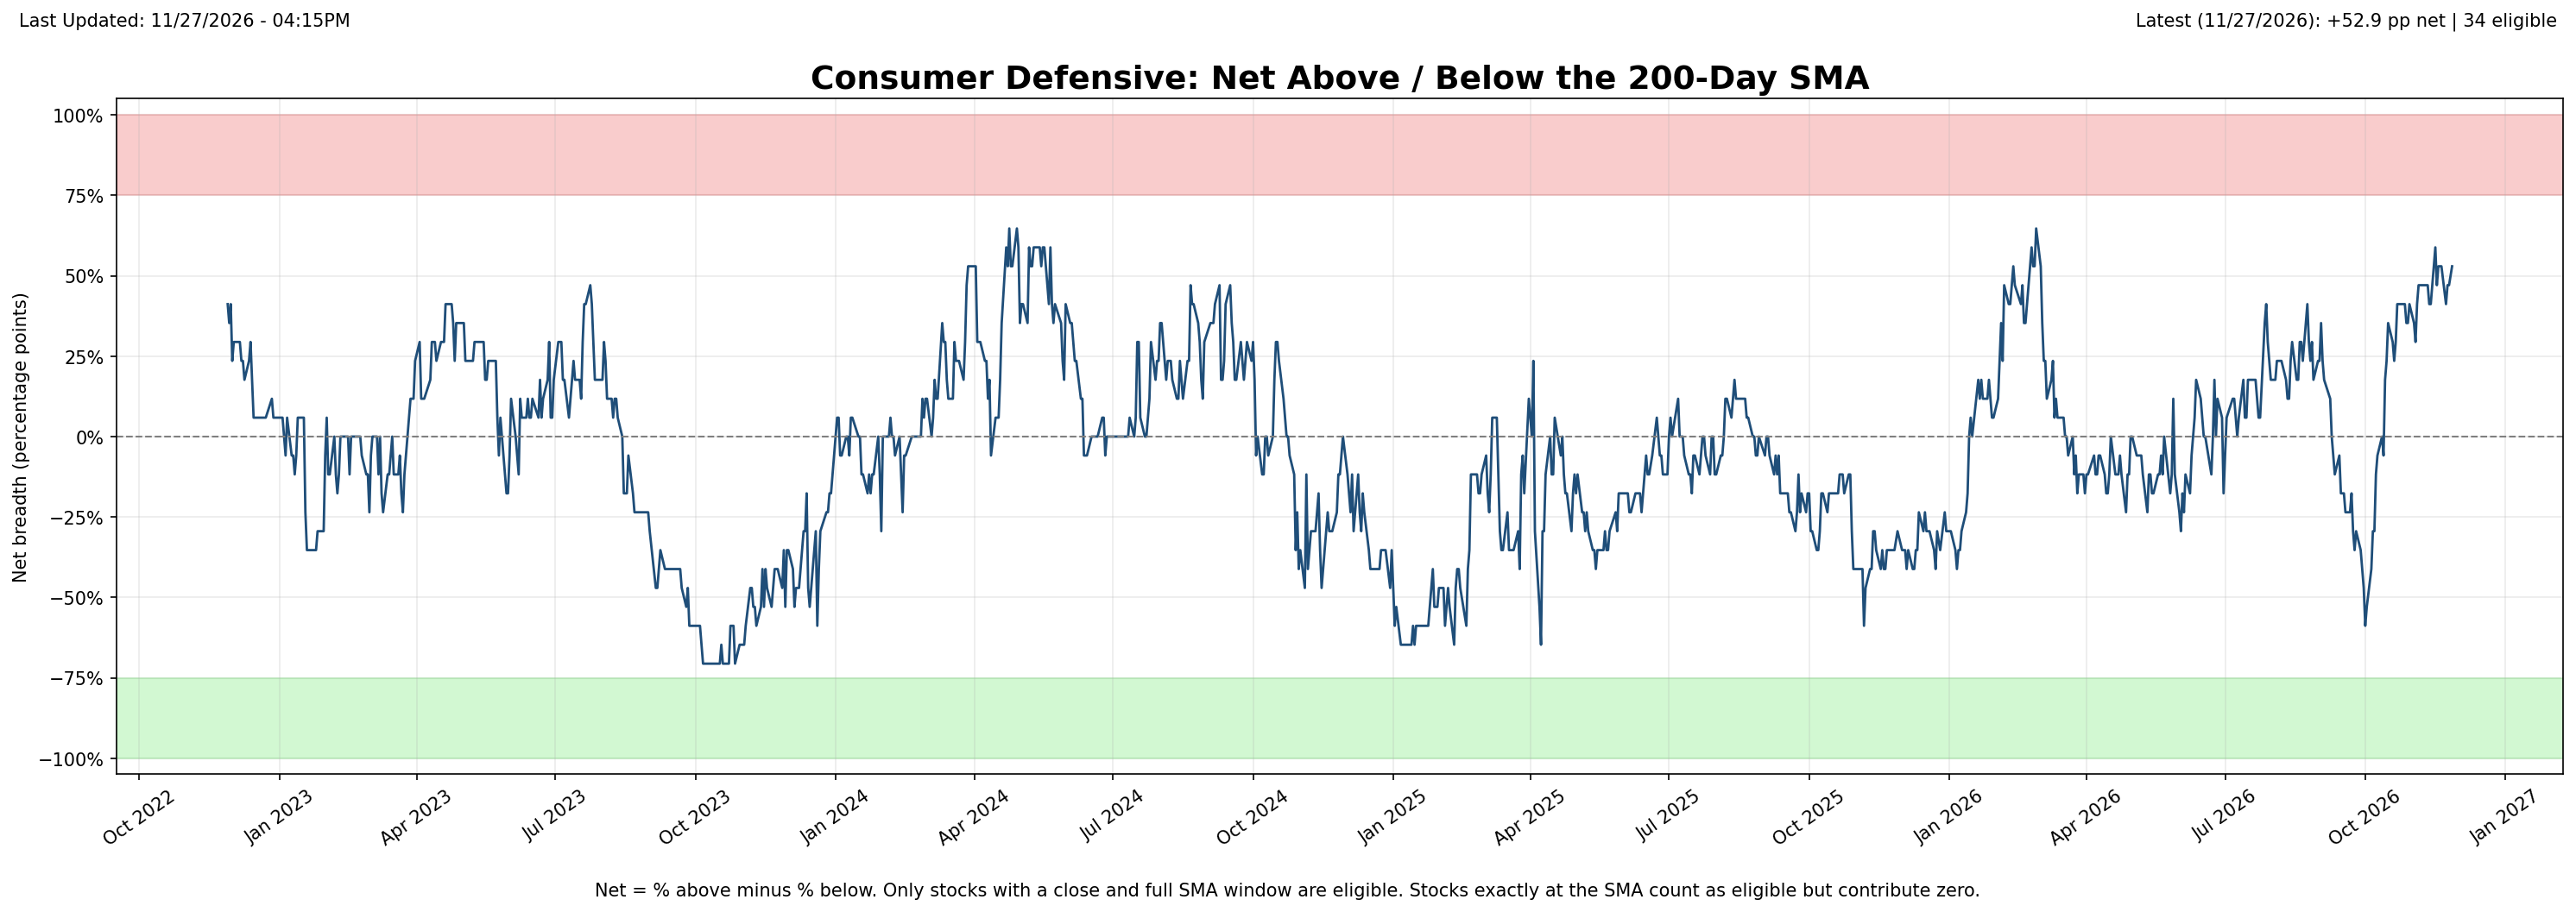 Last Updated: 11/27/2026 - 04:15PM
Latest (11/27/2026): +52.9 pp net | 34 eligible
Consumer Defensive: Net Above / Below the 200-Day SMA
Net breadth (percentage points)
100%
75%
50%
25%
0%
−25%
−50%
−75%
−100%
Oct 2022
Jan 2023
Apr 2023
Jul 2023
Oct 2023
Jan 2024
Apr 2024
Jul 2024
Oct 2024
Jan 2025
Apr 2025
Jul 2025
Oct 2025
Jan 2026
Apr 2026
Jul 2026
Oct 2026
Jan 2027
Net = % above minus % below. Only stocks with a close and full SMA window are eligible. Stocks exactly at the SMA count as eligible but contribute zero.